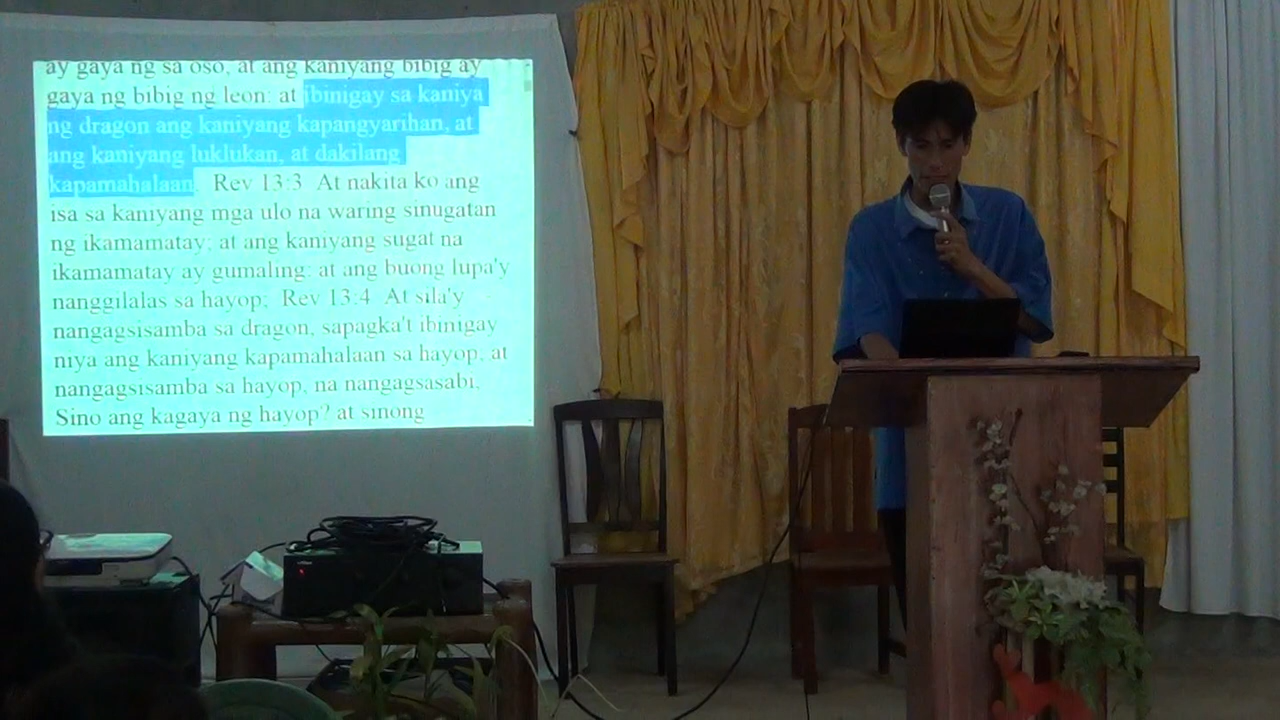 ay gaya ng sa oso, at ang kaniyang bibig ay
gaya ng bibig ng leon: at ibinigay sa kaniya
ng dragon ang kaniyang kapangyarihan, at
ang kaniyang luklukan, at dakilang
kapamahalaan. Rev 13:3 At nakita ko ang
isa sa kaniyang mga ulo na waring sinugatan
ng ikamamatay; at ang kaniyang sugat na
ikamamatay ay gumaling: at ang buong lupa'y
nanggilalas sa hayop; Rev 13:4 At sila'y
nangagsisamba sa dragon, sapagka't ibinigay
niya ang kaniyang kapamahalaan sa hayop; at
nangagsisamba sa hayop, na nangagsasabi,
Sino ang kagaya ng hayop? at sinong